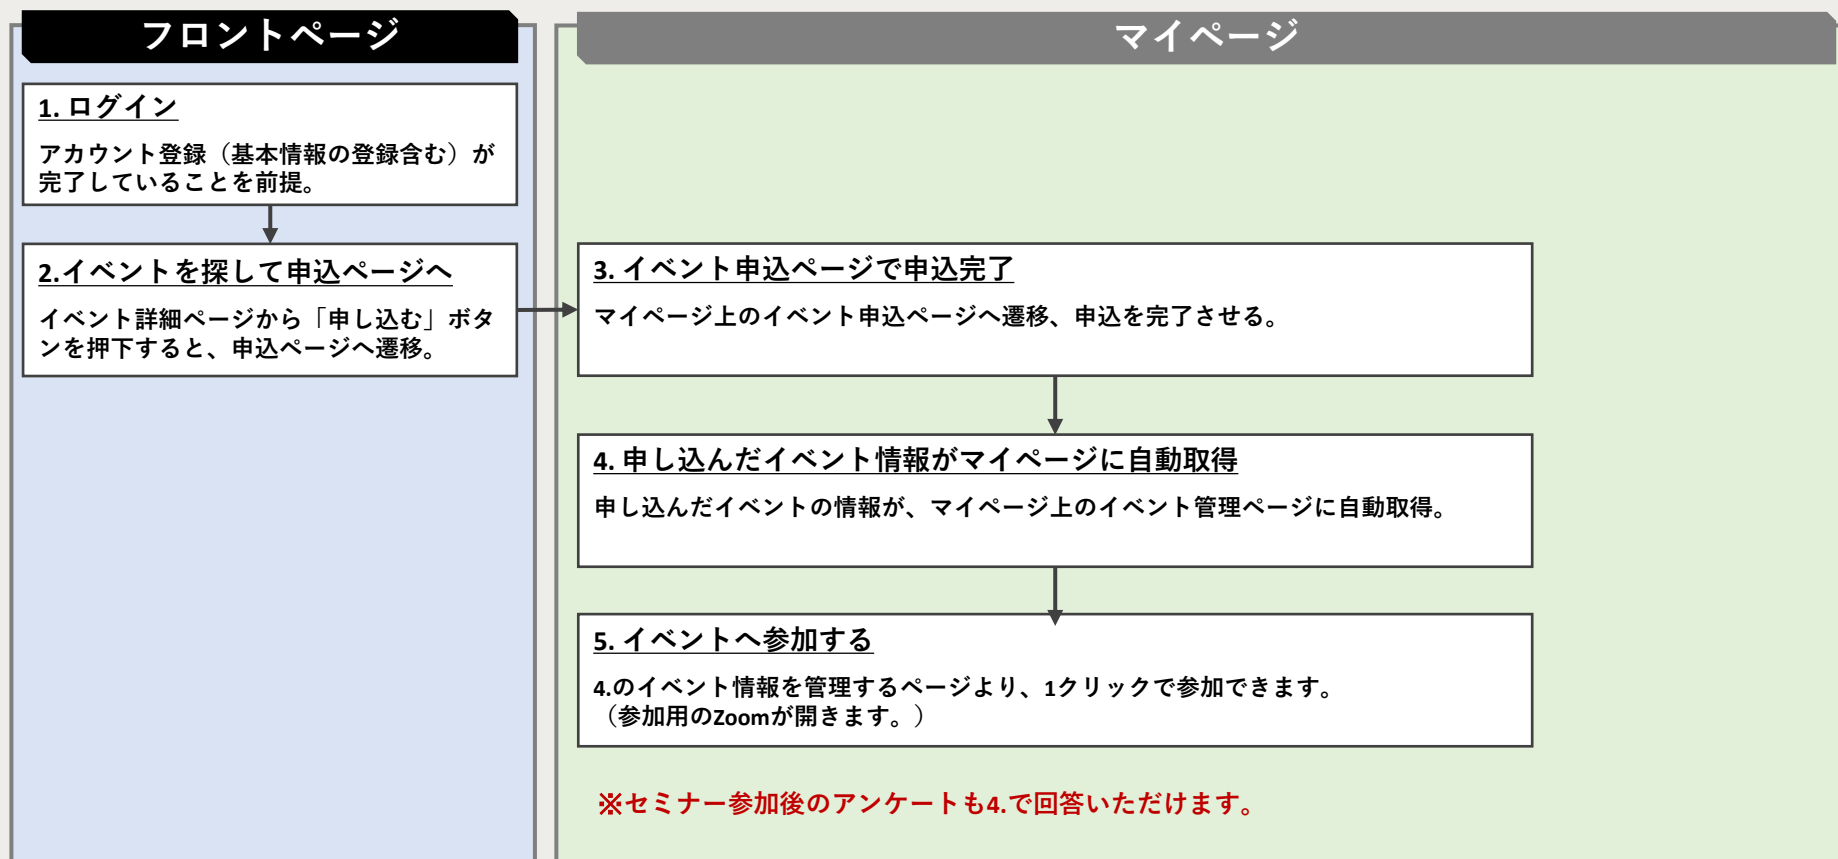 フロントページ
1. ログイン
アカウント登録（基本情報の登録含む）が
完了していることを前提。
2.イベントを探して申込ページへ
イベント詳細ページから「申し込む」ボタ
ンを押下すると、申込ページへ遷移。
マイページ
3. イベント申込ページで申込完了
マイページ上のイベント申込ページへ遷移、申込を完了させる。
4. 申し込んだイベント情報がマイページに自動取得
申し込んだイベントの情報が、マイページ上のイベント管理ページに自動取得。
5. イベントへ参加する
4.のイベント情報を管理するページより、1クリックで参加できます。
（参加用のZoomが開きます。）
※セミナー参加後のアンケートも4.で回答いただけます。